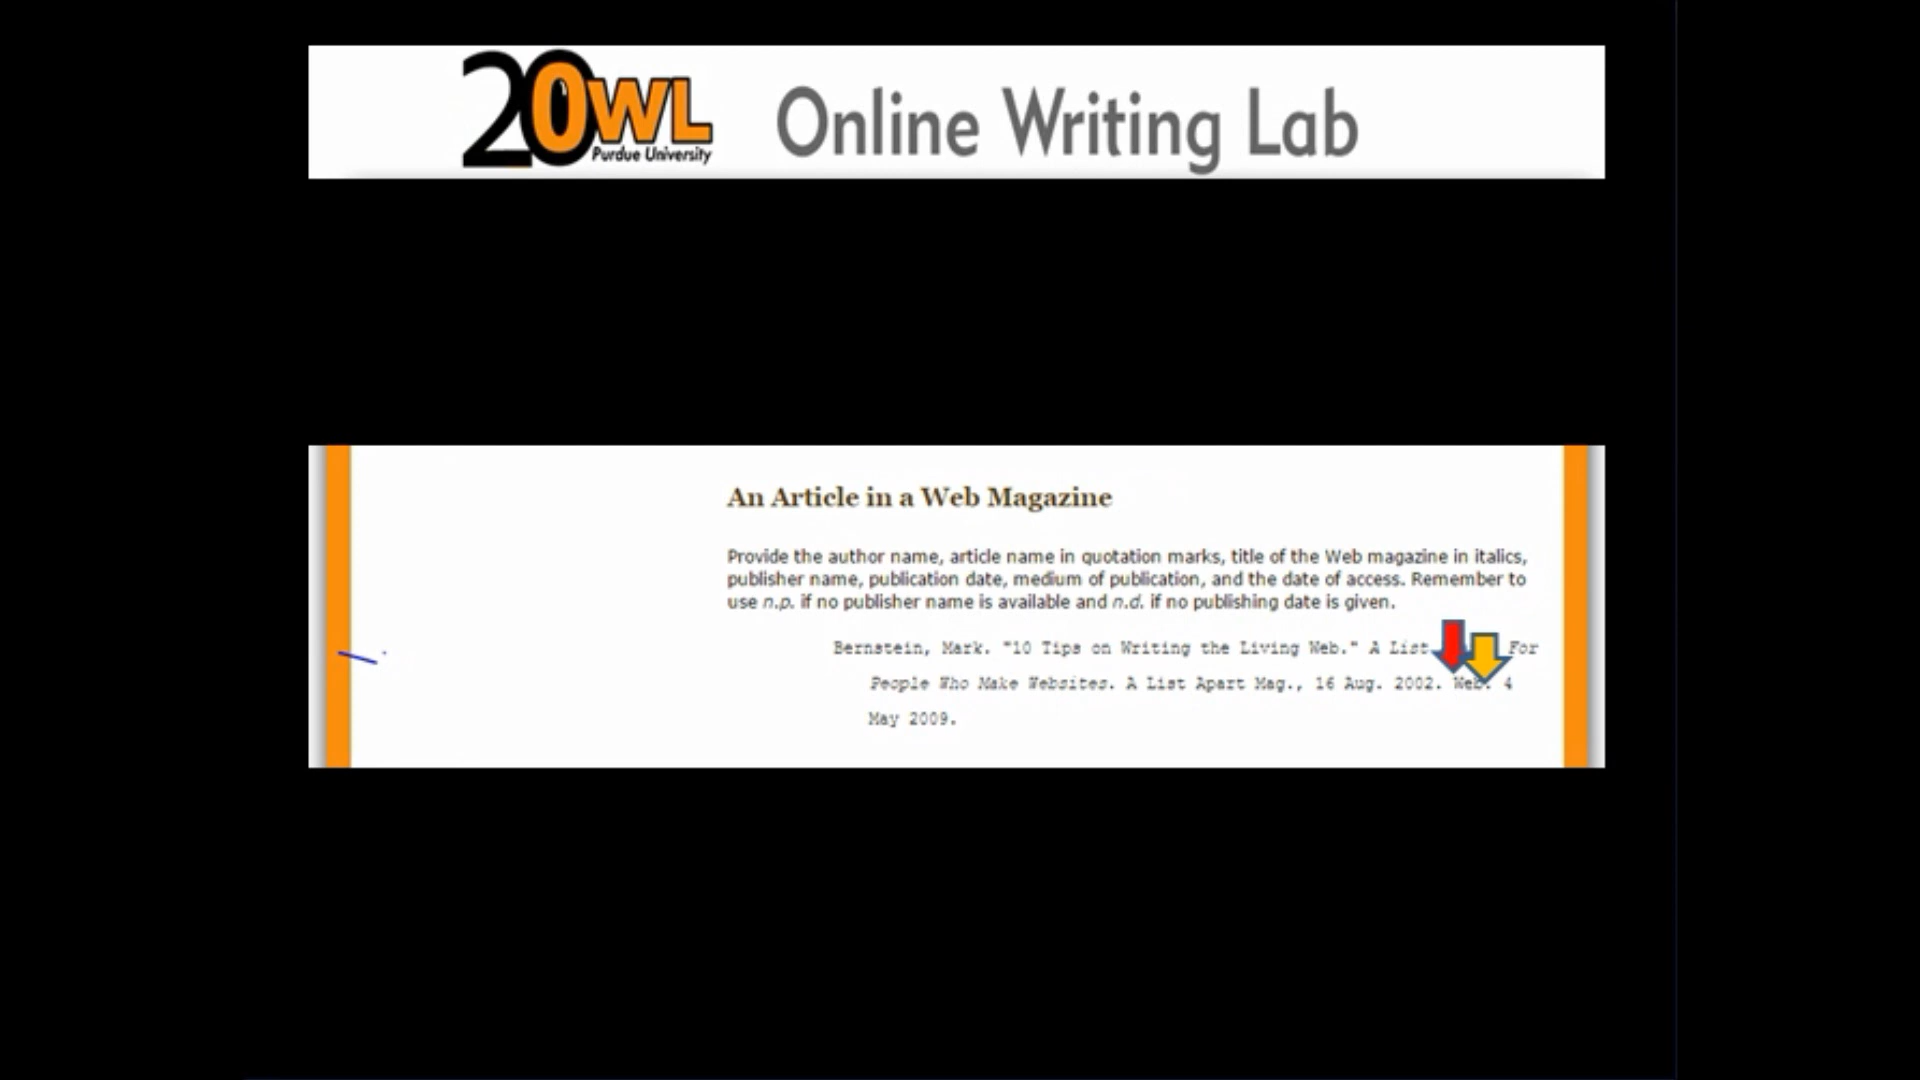 20WL
Purdue University
Online Writing Lab
An Article in a Web Magazine
Provide the author name, article name in quotation marks, title of the Web magazine in italics,
publisher name, publication date, medium of publication, and the date of access. Remember to
use n.p. if no publisher name is available and n.d. if no publishing date is given.
Bernstein, Mark. "10 Tips on Writing the Living Web." A List For
People Who Make Websites. A List Apart Mag., 16 Aug. 2002. Web. 4
May 2009.